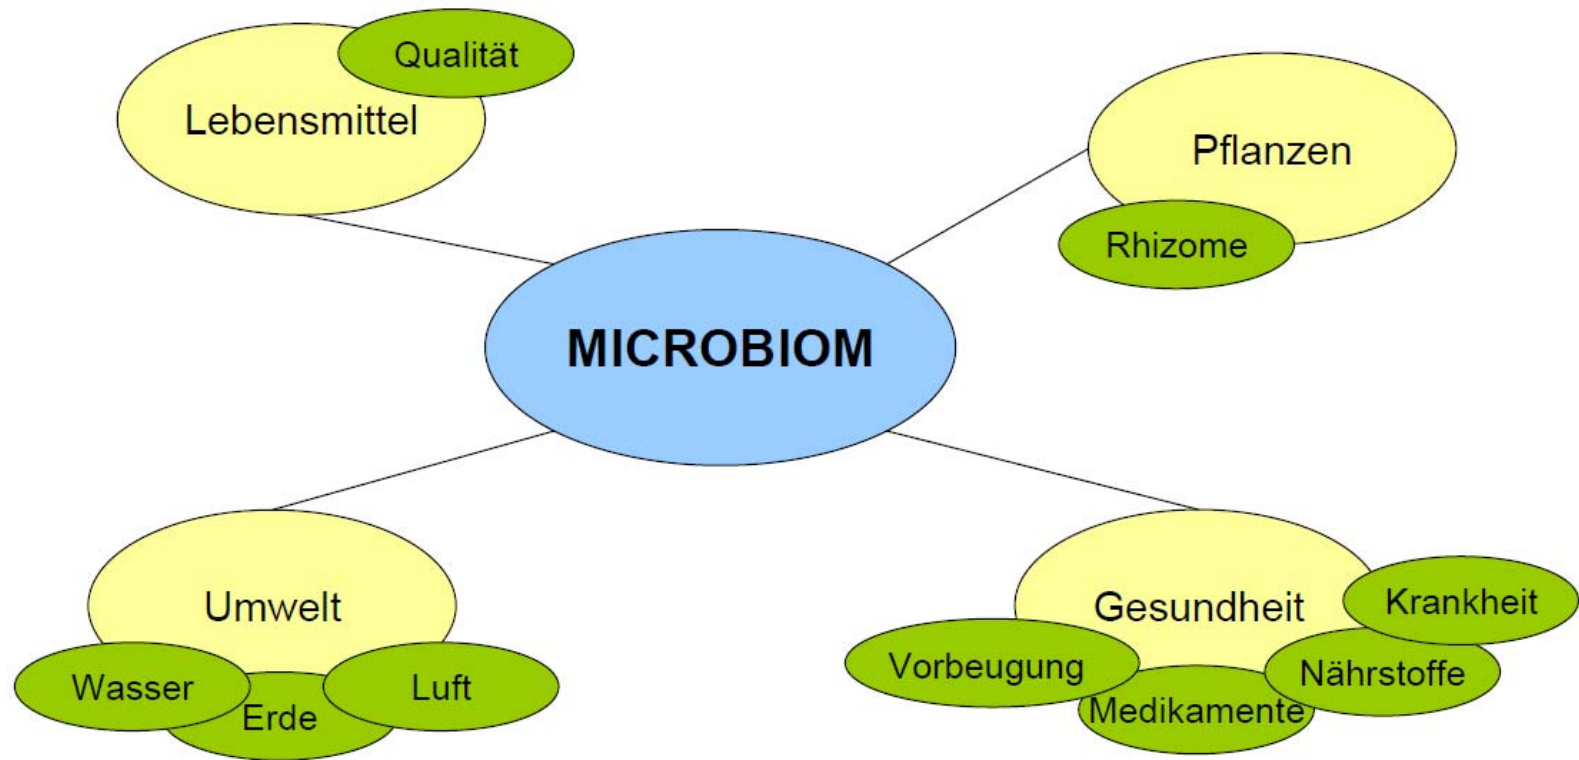 Qualität
Lebensmittel
Pflanzen
Rhizome
MICROBIOM
Umwelt
Wasser
Erde
Luft
Gesundheit
Krankheit
Vorbeugung
Nährstoffe
Medikamente